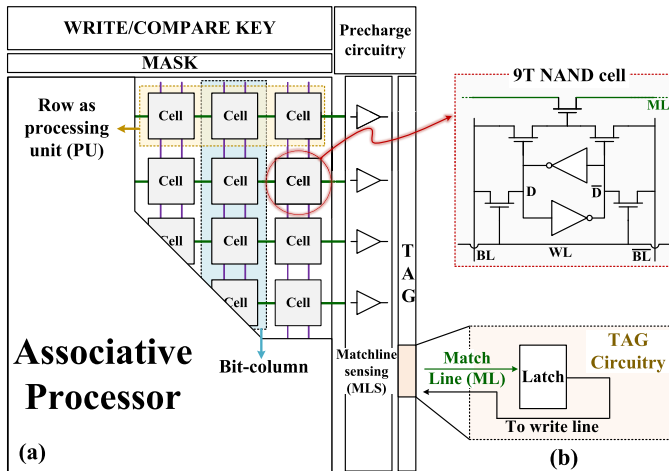 WRITE/COMPARE KEY
MASK
Precharge
circuitry
Row as
processing
unit (PU)
Cell
Cell
Cell
Cell
Cell
Cell
Cell
Cell
Cell
Cell
Cell
Bit-column
Associative
Processor
(a)
Matchline
sensing
(MLS)
TAG
9T NAND cell
ML
D
D̅
BL
WL
B̅L̅
TAG
Circuitry
Match
Line (ML)
Latch
To write line
(b)